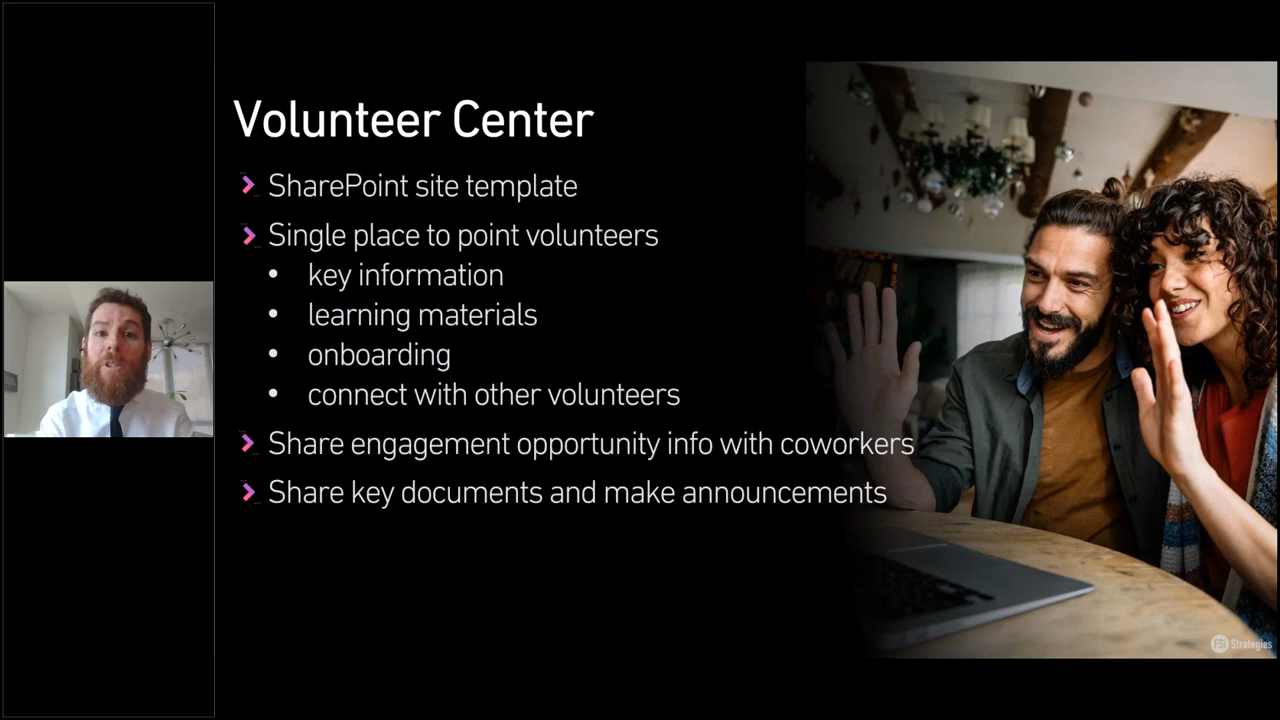 Volunteer Center
SharePoint site template
Single place to point volunteers
• key information
• learning materials
• onboarding
• connect with other volunteers
Share engagement opportunity info with coworkers
Share key documents and make announcements
FSi Strategies